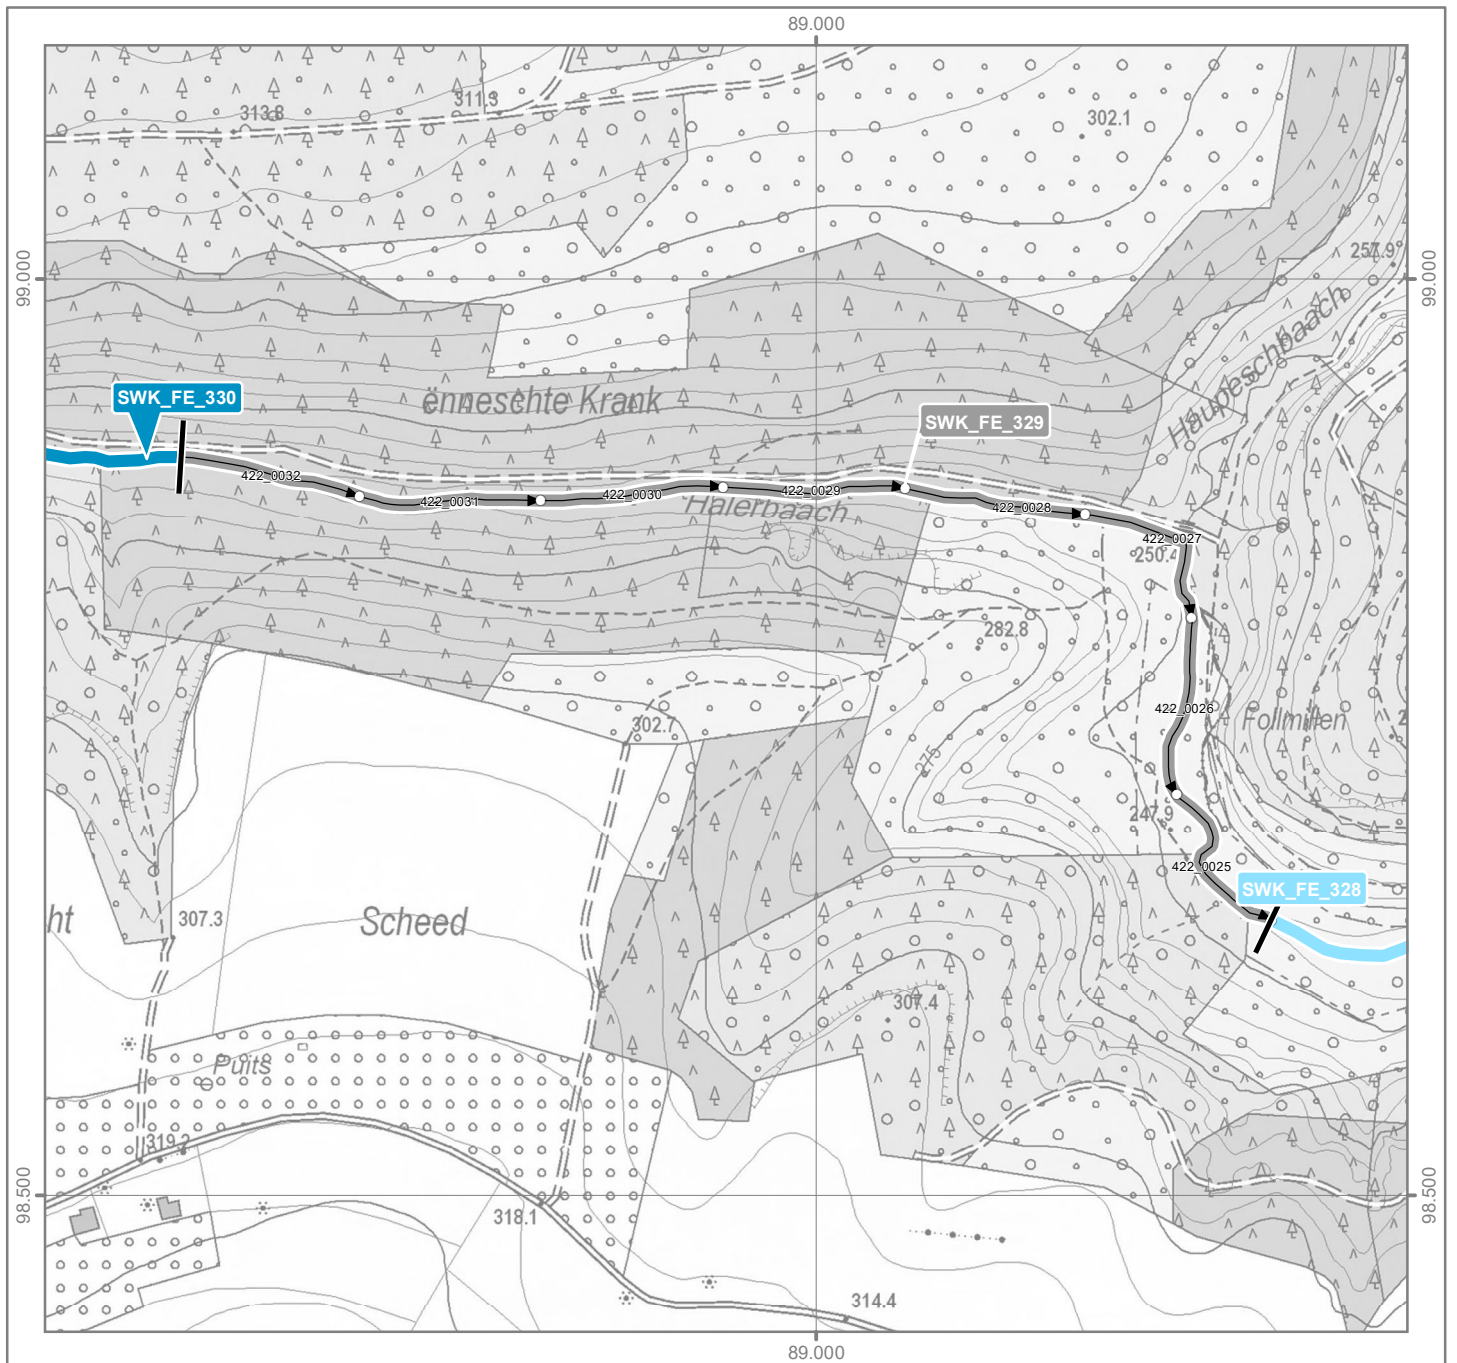 89.000
311.3
313.8
302.1
257.9
99.000
99.000
Haupeschbaach
SWK_FE_330
ënneschte Krank
SWK_FE_329
422_0032
422_0031
422_0030
422_0029
422_0028
Halerbaach
422_0027
250.4
282.8
422_0026
Follmillen
2
302.7
275
247.9
422_0025
SWK_FE_328
ht
307.3
Scheed
307.4
Puits
319.2
98.500
98.500
318.1
314.4
89.000